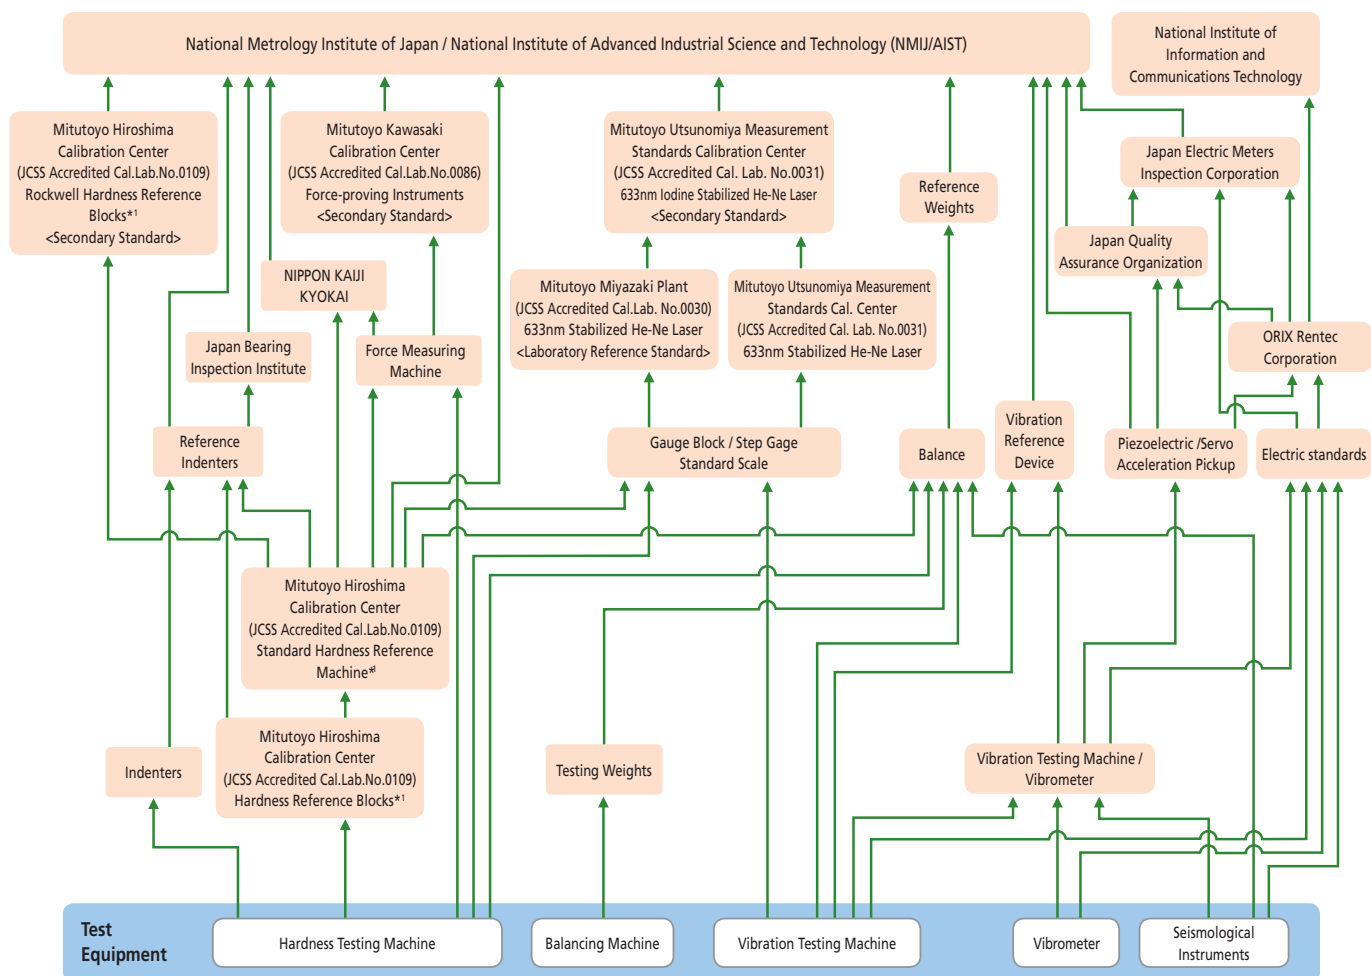 National Metrology Institute of Japan / National Institute of Advanced Industrial Science and Technology (NMIJ/AIST)
National Institute of
Information and
Communications Technology
Mitutoyo Hiroshima
Calibration Center
(JCSS Accredited Cal.Lab.No.0109)
Rockwell Hardness Reference
Blocks*1
<Secondary Standard>
Mitutoyo Kawasaki
Calibration Center
(JCSS Accredited Cal.Lab.No.0086)
Force-proving Instruments
<Secondary Standard>
Mitutoyo Utsunomiya Measurement
Standards Calibration Center
(JCSS Accredited Cal. Lab. No.0031)
633nm Iodine Stabilized He-Ne Laser
<Secondary Standard>
Reference
Weights
Japan Electric Meters
Inspection Corporation
Japan Quality
Assurance Organization
NIPPON KAIJI
KYOKAI
Mitutoyo Miyazaki Plant
(JCSS Accredited Cal.Lab. No.0030)
633nm Stabilized He-Ne Laser
<Laboratory Reference Standard>
Mitutoyo Utsunomiya Measurement
Standards Cal. Center
(JCSS Accredited Cal. Lab. No.0031)
633nm Stabilized He-Ne Laser
Japan Bearing
Inspection Institute
Force Measuring
Machine
ORIX Rentec
Corporation
Reference
Indenters
Gauge Block / Step Gage
Standard Scale
Balance
Vibration
Reference
Device
Piezoelectric /Servo
Acceleration Pickup
Electric standards
Mitutoyo Hiroshima
Calibration Center
(JCSS Accredited Cal.Lab.No.0109)
Standard Hardness Reference
Machine*
Indenters
Mitutoyo Hiroshima
Calibration Center
(JCSS Accredited Cal.Lab.No.0109)
Hardness Reference Blocks*1
Testing Weights
Vibration Testing Machine /
Vibrometer
Test
Equipment
Hardness Testing Machine
Balancing Machine
Vibration Testing Machine
Vibrometer
Seismological
Instruments